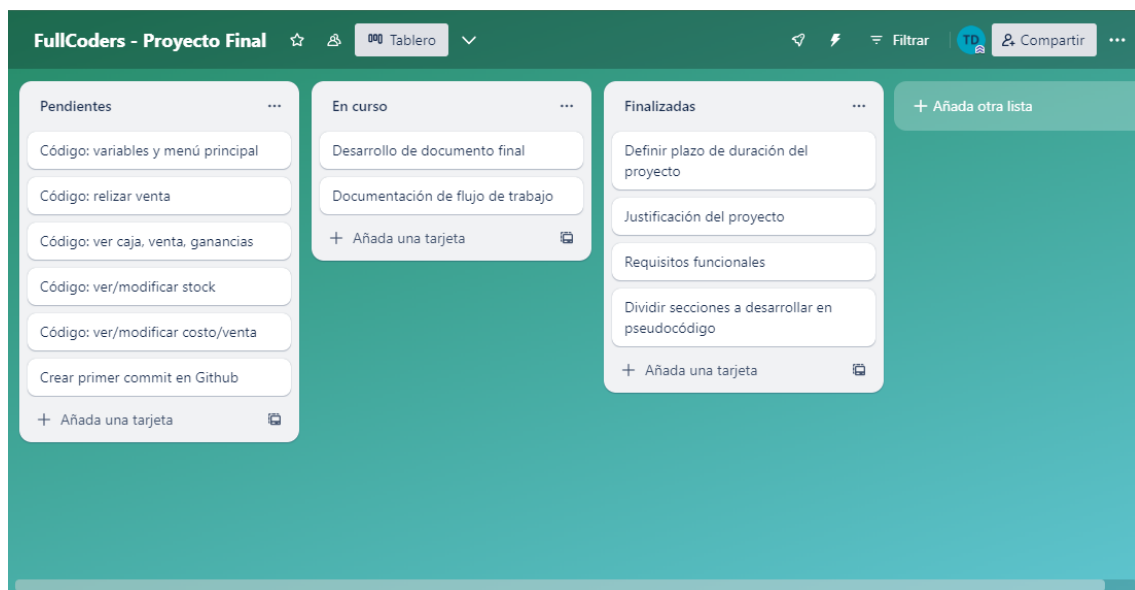 FullCoders - Proyecto Final
Tablero
Filtrar
TD
Compartir
Pendientes
Código: variables y menú principal
Código: relizar venta
Código: ver caja, venta, ganancias
Código: ver/modificar stock
Código: ver/modificar costo/venta
Crear primer commit en Github
+ Añada una tarjeta
En curso
Desarrollo de documento final
Documentación de flujo de trabajo
+ Añada una tarjeta
Finalizadas
Definir plazo de duración del
proyecto
Justificación del proyecto
Requisitos funcionales
Dividir secciones a desarrollar en
pseudocódigo
+ Añada una tarjeta
+ Añada otra lista